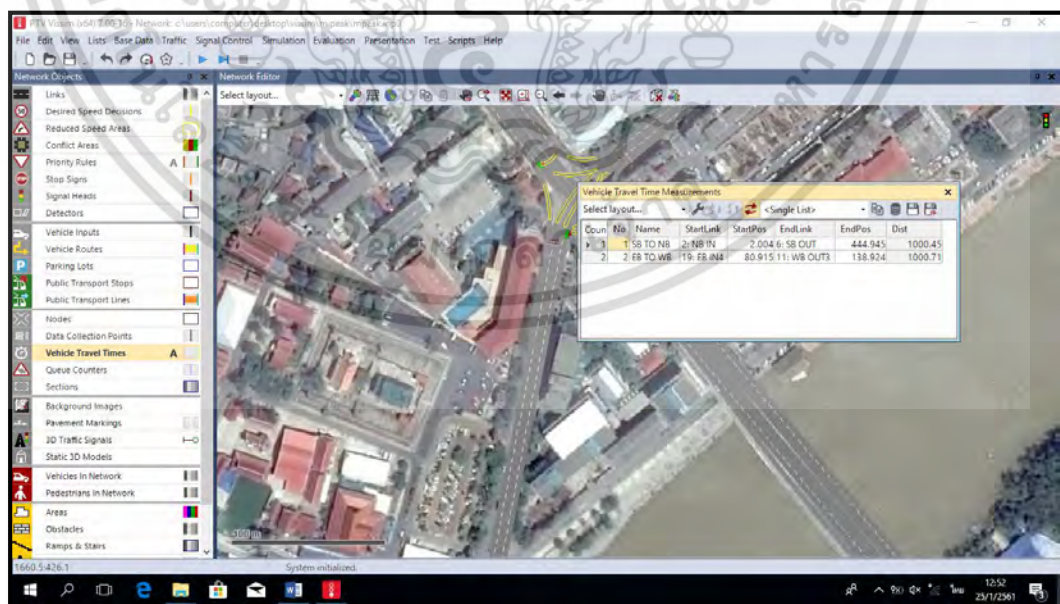 PTV Vissim (x64) 7.00-16 - Network: c:\users\computer\desktop\vissim\
File Edit View Lists Base Data Traffic Signal Control Simulation Evaluation Presentation Test Scripts Help
Network Objects
Network Editor
Select layout...
Links
Desired Speed Decisions
Reduced Speed Areas
Conflict Areas
Priority Rules A
Stop Signs
Signal Heads
Detectors
Vehicle Inputs
Vehicle Routes
Parking Lots
Public Transport Stops
Public Transport Lines
Nodes
Data Collection Points
Vehicle Travel Times A
Queue Counters
Sections
Background Images
Pavement Markings
3D Traffic Signals
Static 3D Models
Vehicles In Network
Pedestrians In Network
Areas
Obstacles
Ramps & Stairs
Vehicle Travel Time Measurements
Select layout... <Single List>
Coun No Name StartLink StartPos EndLink EndPos Dist
1 1 SB TO NB 2: NB IN 2.004 6: SB OUT 444.945 1000.45
2 2 EB TO WB 19: EB IN4 80.915 11: WB OUT3 138.924 1000.71
100 m
1660.5:426.1 System initialized.
12:52
25/1/2561